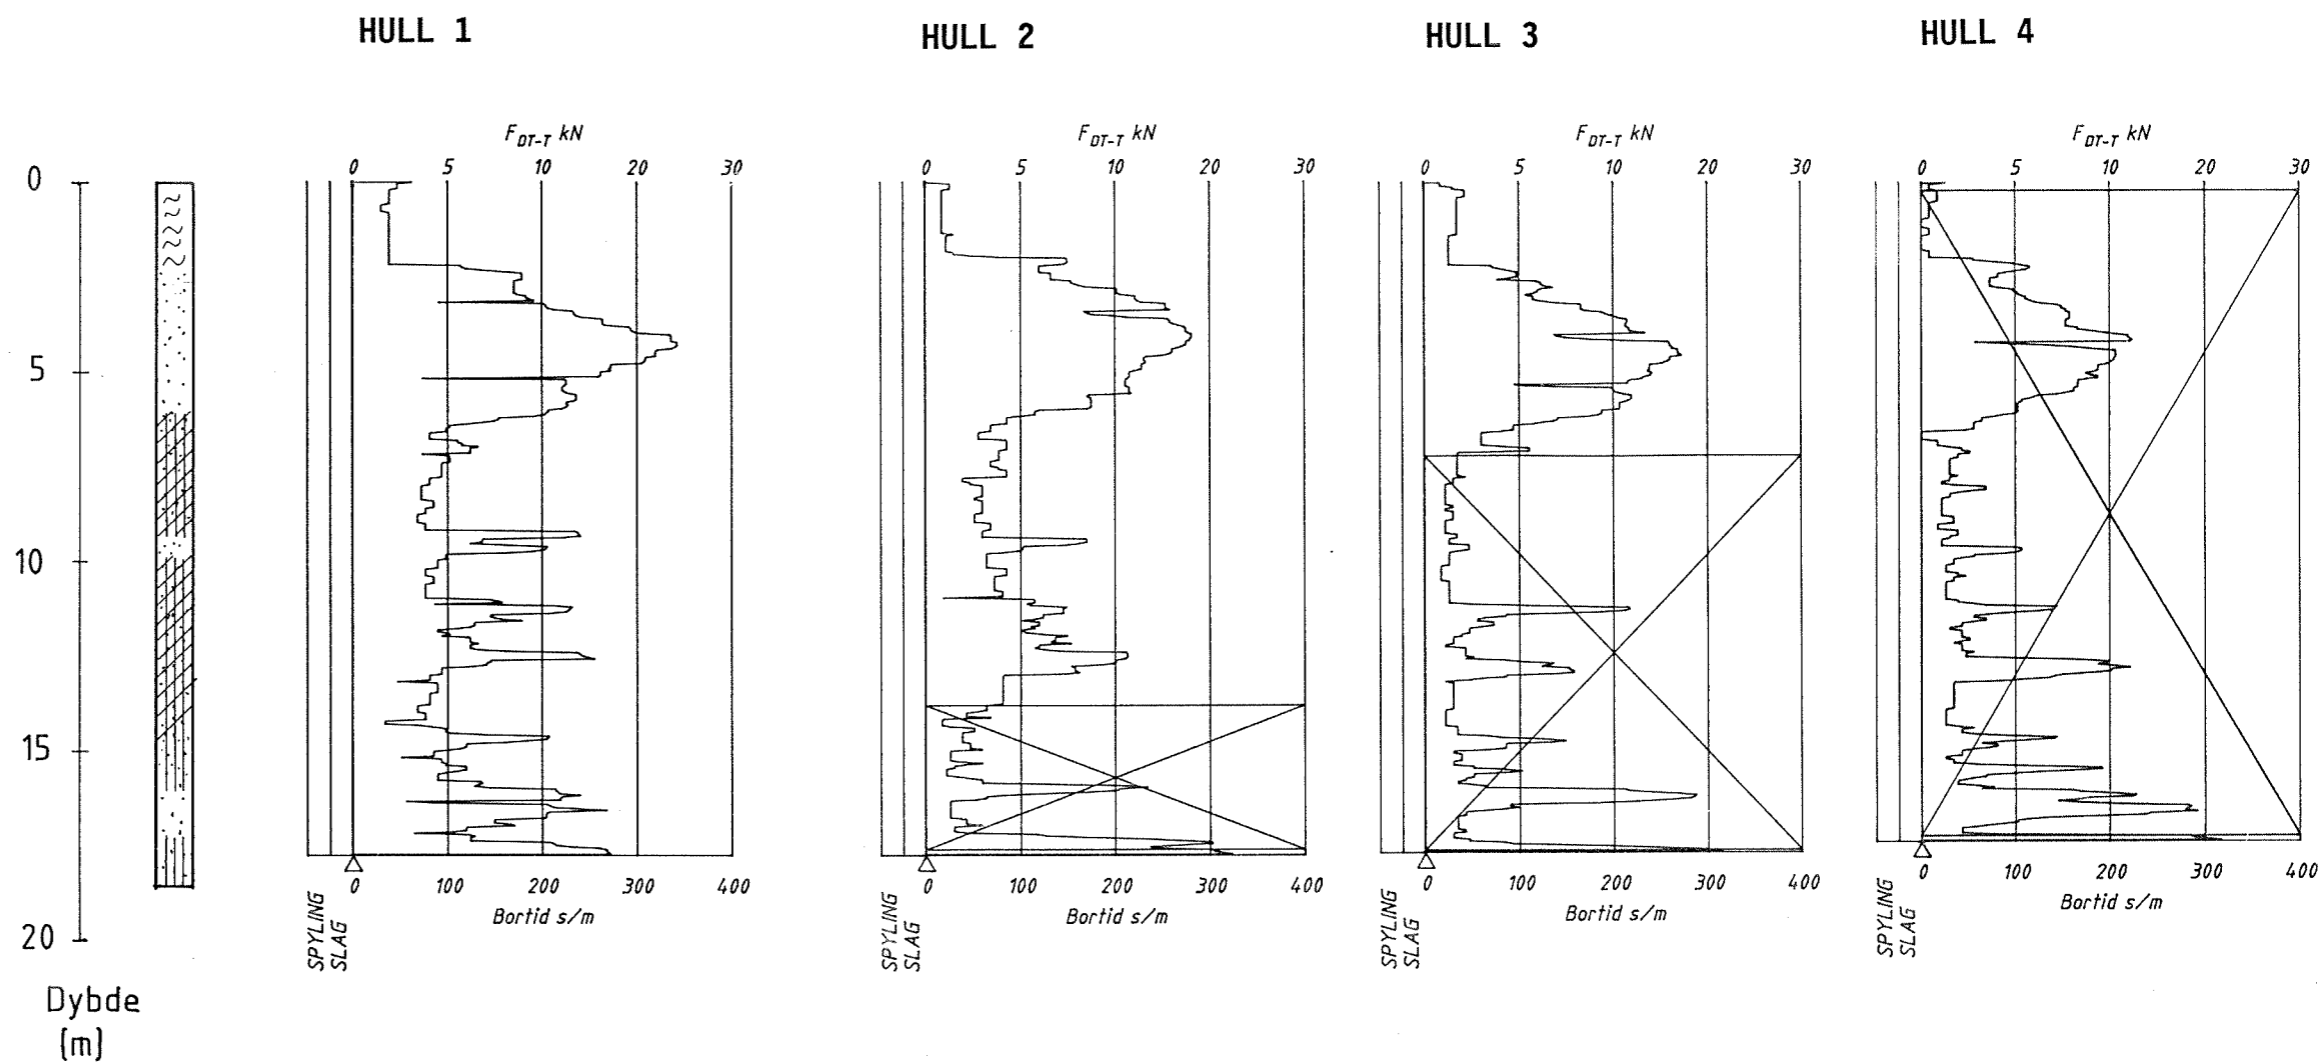 HULL 1 HULL 2 HULL 3 HULL 4
F_DT-T kN F_DT-T kN F_DT-T kN F_DT-T kN
0 5 10 20 30 0 5 10 20 30 0 5 10 20 30 0 5 10 20 30
0
5
10
15
20
Dybde
(m)
0 100 200 300 400 0 100 200 300 400 0 100 200 300 400 0 100 200 300 400
Bortid s/m Bortid s/m Bortid s/m Bortid s/m
SPYLING
SLAG
SPYLING
SLAG
SPYLING
SLAG
SPYLING
SLAG